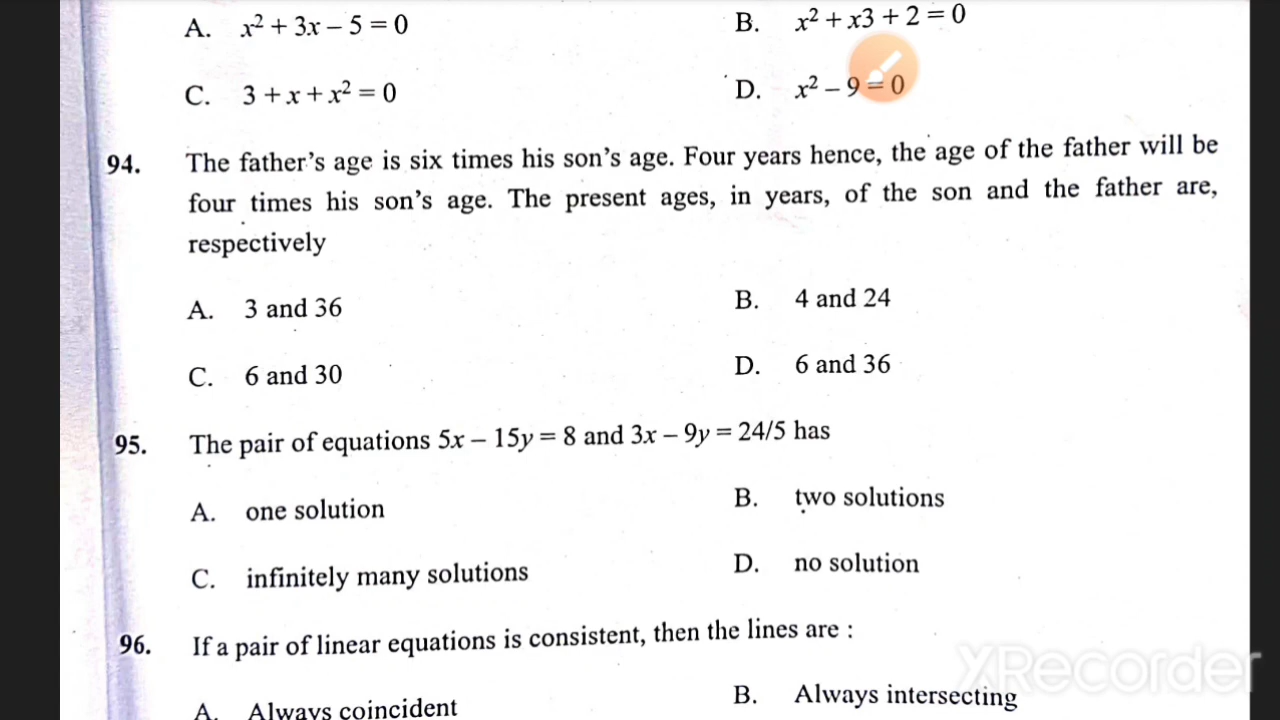 A. x² + 3x – 5 = 0 B. x² + x3 + 2 = 0
C. 3 + x + x² = 0 D. x² – 9 = 0
94. The father's age is six times his son's age. Four years hence, the age of the father will be
four times his son's age. The present ages, in years, of the son and the father are,
respectively
A. 3 and 36 B. 4 and 24
C. 6 and 30 D. 6 and 36
95. The pair of equations 5x – 15y = 8 and 3x – 9y = 24/5 has
A. one solution B. two solutions
C. infinitely many solutions D. no solution
96. If a pair of linear equations is consistent, then the lines are :
A. Always coincident B. Always intersecting
XRecorder